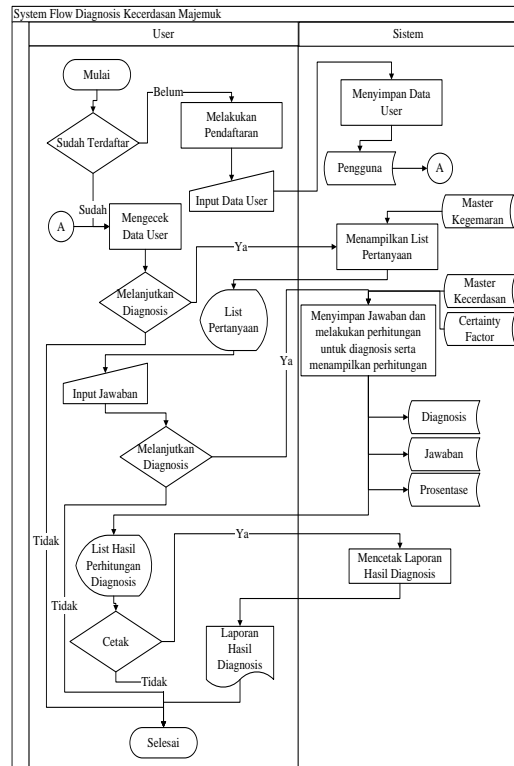 System Flow Diagnosis Kecerdasan Majemuk
User
Sistem
Mulai
Belum
Melakukan
Pendaftaran
Menyimpan Data
User
Sudah Terdaftar
Pengguna
A
Input Data User
Sudah
A
Mengecek
Data User
Master
Kegemaran
Ya
Menampilkan List
Pertanyaan
Melanjutkan
Diagnosis
List
Pertanyaan
Master
Kecerdasan
Certainty
Factor
Menyimpan Jawaban dan
melakukan perhitungan
untuk diagnosis serta
menampilkan perhitungan
Ya
Input Jawaban
Diagnosis
Melanjutkan
Diagnosis
Jawaban
Prosentase
Tidak
List Hasil
Perhitungan
Diagnosis
Ya
Mencetak Laporan
Hasil Diagnosis
Tidak
Cetak
Laporan
Hasil
Diagnosis
Tidak
Selesai